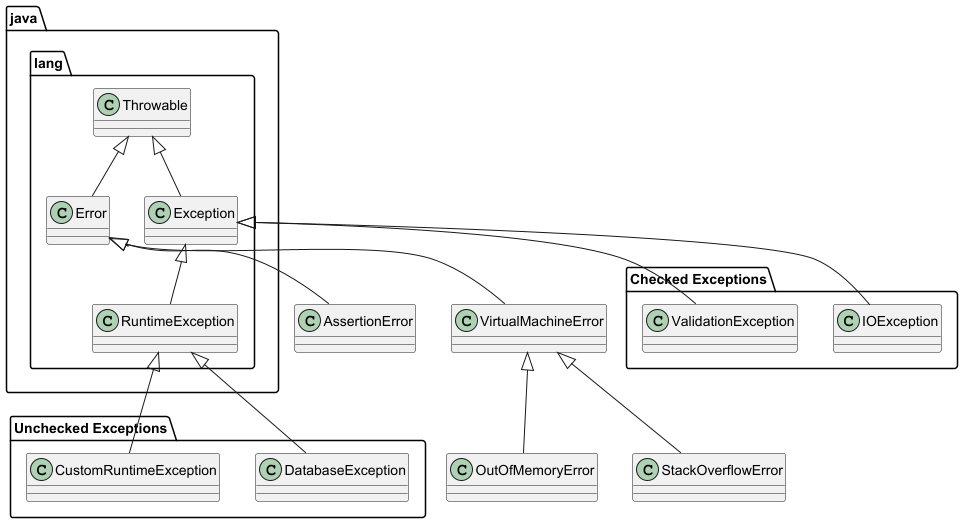 java
lang
C Throwable
C Error
C Exception
Checked Exceptions
C RuntimeException
C AssertionError
C VirtualMachineError
C ValidationException
C IOException
Unchecked Exceptions
C CustomRuntimeException
C DatabaseException
C OutOfMemoryError
C StackOverflowError